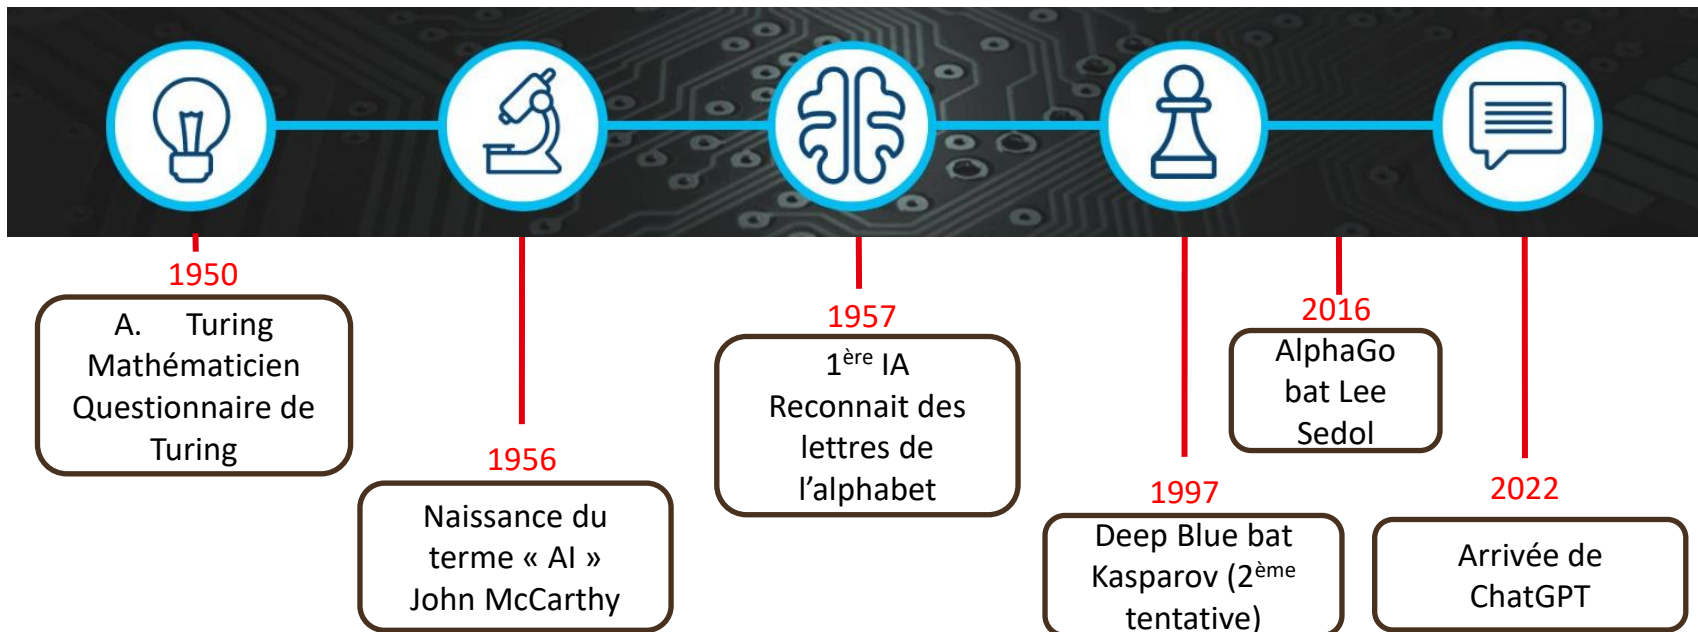 1950
A. Turing
Mathématicien
Questionnaire de
Turing
1956
Naissance du
terme « AI »
John McCarthy
1957
1ère IA
Reconnait des
lettres de
l’alphabet
1997
Deep Blue bat
Kasparov (2ème
tentative)
2016
AlphaGo
bat Lee
Sedol
2022
Arrivée de
ChatGPT